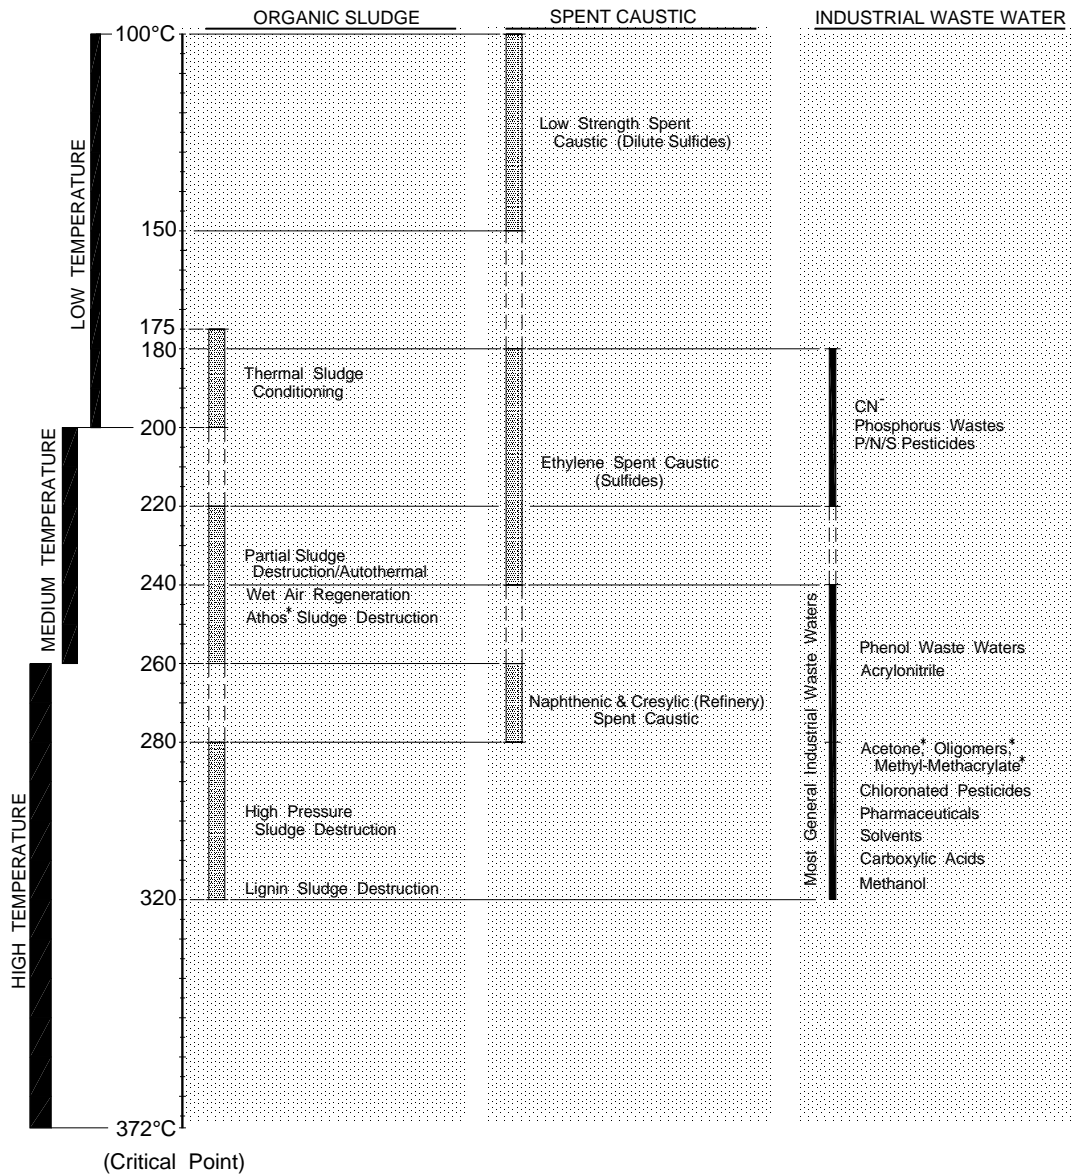 ORGANIC SLUDGE
SPENT CAUSTIC
INDUSTRIAL WASTE WATER
100°C
150
175
180
200
220
240
260
280
320
372°C
(Critical Point)
LOW TEMPERATURE
MEDIUM TEMPERATURE
HIGH TEMPERATURE
Thermal Sludge
Conditioning
Partial Sludge
Destruction/Autothermal
Wet Air Regeneration
Athos* Sludge Destruction
High Pressure
Sludge Destruction
Lignin Sludge Destruction
Low Strength Spent
Caustic (Dilute Sulfides)
Ethylene Spent Caustic
(Sulfides)
Naphthenic & Cresylic (Refinery)
Spent Caustic
Most General Industrial Waste Waters
CN-
Phosphorus Wastes
P/N/S Pesticides
Phenol Waste Waters
Acrylonitrile
Acetone,* Oligomers,*
Methyl-Methacrylate*
Chloronated Pesticides
Pharmaceuticals
Solvents
Carboxylic Acids
Methanol